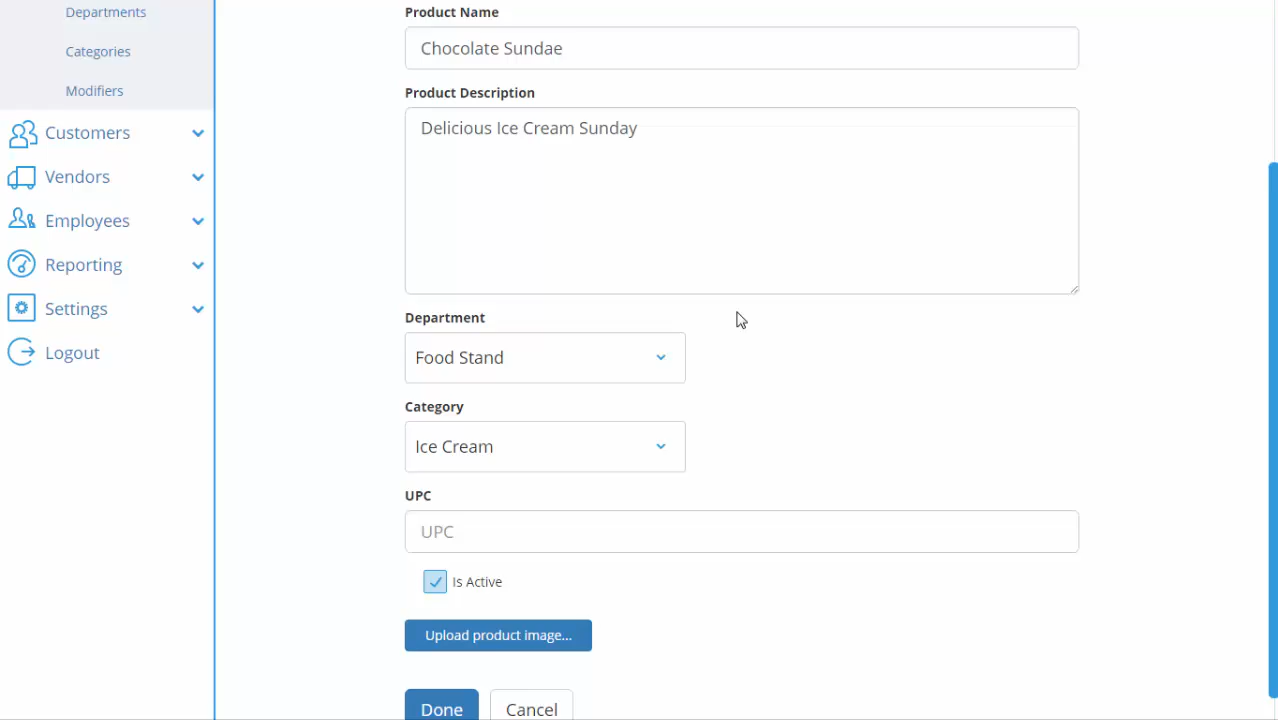 Departments
Categories
Modifiers
Customers
Vendors
Employees
Reporting
Settings
Logout
Product Name
Chocolate Sundae
Product Description
Delicious Ice Cream Sunday
Department
Food Stand
Category
Ice Cream
UPC
UPC
Is Active
Upload product image...
Done
Cancel